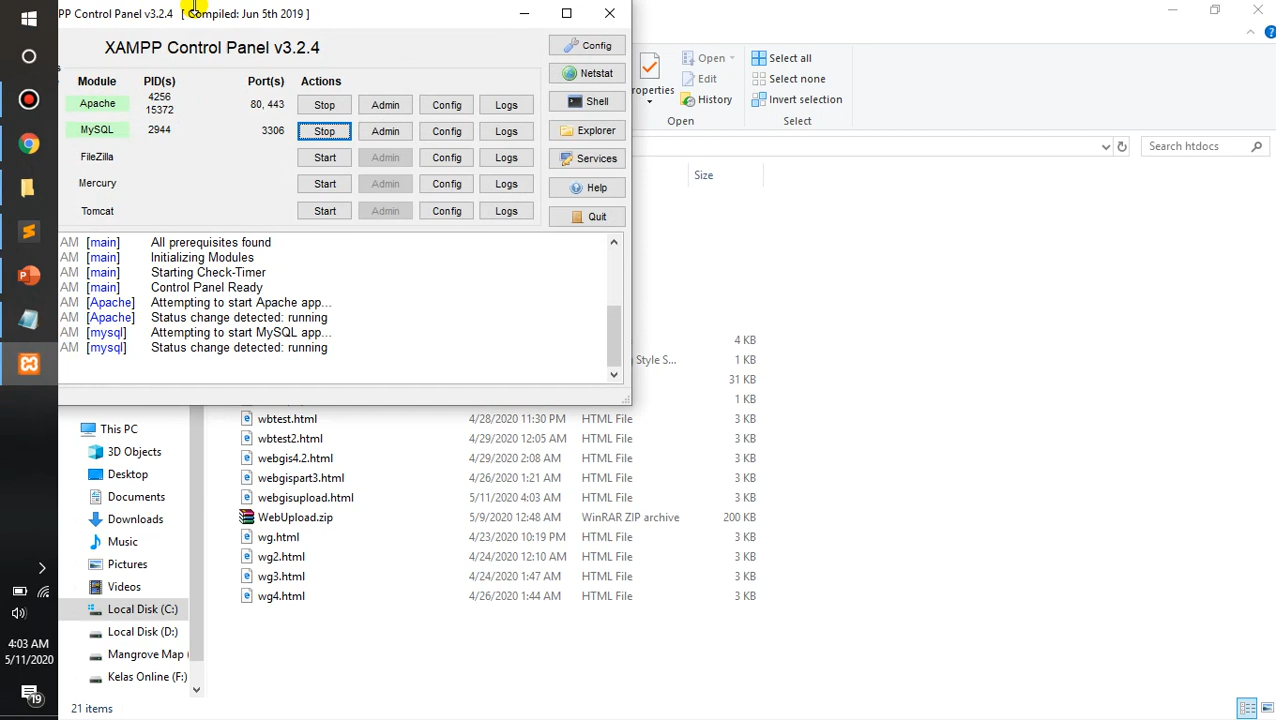 PP Control Panel v3.2.4 [ Compiled: Jun 5th 2019 ]
XAMPP Control Panel v3.2.4
Config
Module PID(s) Port(s) Actions
Netstat
Apache 4256 15372 80, 443 Stop Admin Config Logs
Shell
MySQL 2944 3306 Stop Admin Config Logs
Explorer
FileZilla Start Admin Config Logs
Services
Mercury Start Admin Config Logs
Help
Tomcat Start Admin Config Logs
Quit
AM [main] All prerequisites found
AM [main] Initializing Modules
AM [main] Starting Check-Timer
AM [main] Control Panel Ready
AM [Apache] Attempting to start Apache app...
AM [Apache] Status change detected: running
AM [mysql] Attempting to start MySQL app...
AM [mysql] Status change detected: running
roperties
Open
Edit
History
Open
Select all
Select none
Invert selection
Select
Search htdocs
Size
4 KB
g Style S... 1 KB
31 KB
1 KB
wbtest.html 4/28/2020 11:30 PM HTML File 3 KB
wbtest2.html 4/29/2020 12:05 AM HTML File 3 KB
webgis4.2.html 4/29/2020 2:08 AM HTML File 3 KB
webgispart3.html 4/26/2020 1:21 AM HTML File 3 KB
webgisupload.html 5/11/2020 4:03 AM HTML File 3 KB
WebUpload.zip 5/9/2020 12:48 AM WinRAR ZIP archive 200 KB
wg.html 4/23/2020 10:19 PM HTML File 3 KB
wg2.html 4/24/2020 12:10 AM HTML File 3 KB
wg3.html 4/24/2020 1:47 AM HTML File 3 KB
wg4.html 4/26/2020 1:44 AM HTML File 3 KB
This PC
3D Objects
Desktop
Documents
Downloads
Music
Pictures
Videos
Local Disk (C:)
Local Disk (D:)
Mangrove Map (
Kelas Online (F:)
21 items
4:03 AM
5/11/2020
19